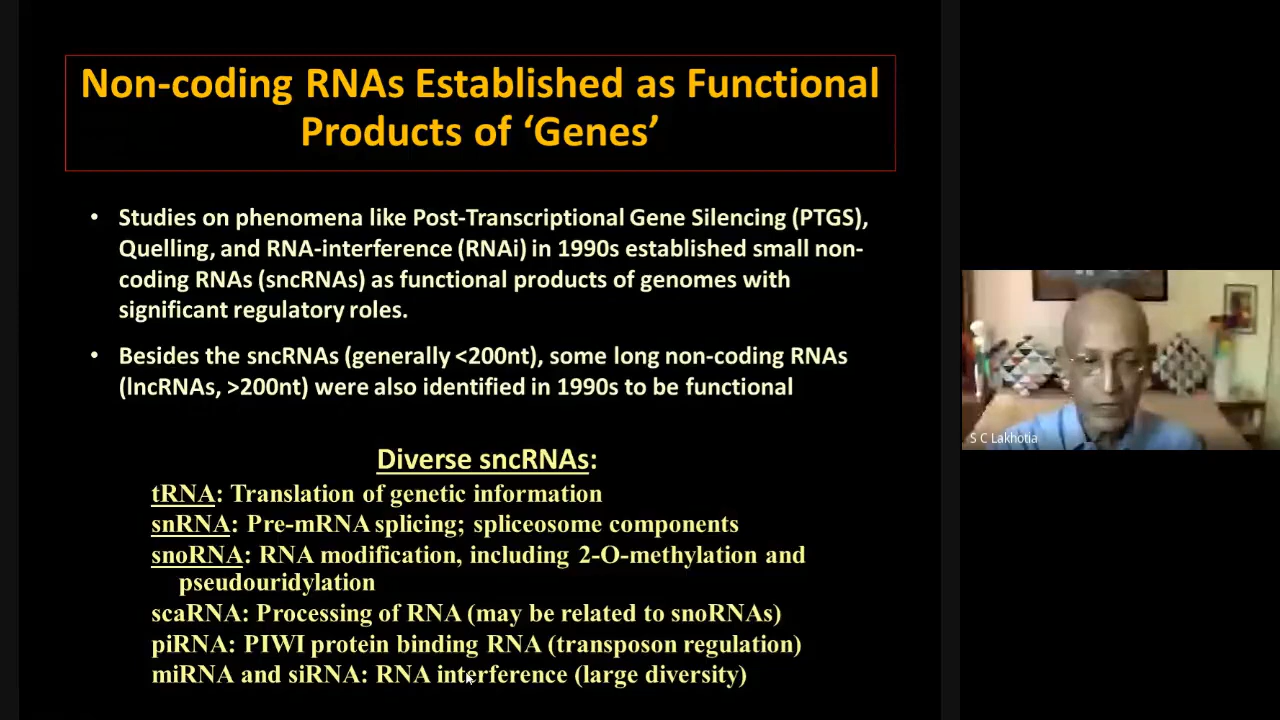 Non-coding RNAs Established as Functional
Products of ‘Genes’
• Studies on phenomena like Post-Transcriptional Gene Silencing (PTGS),
Quelling, and RNA-interference (RNAi) in 1990s established small non-
coding RNAs (sncRNAs) as functional products of genomes with
significant regulatory roles.
• Besides the sncRNAs (generally <200nt), some long non-coding RNAs
(lncRNAs, >200nt) were also identified in 1990s to be functional
Diverse sncRNAs:
tRNA: Translation of genetic information
snRNA: Pre-mRNA splicing; spliceosome components
snoRNA: RNA modification, including 2-O-methylation and
pseudouridylation
scaRNA: Processing of RNA (may be related to snoRNAs)
piRNA: PIWI protein binding RNA (transposon regulation)
miRNA and siRNA: RNA interference (large diversity)
S C Lakhotia